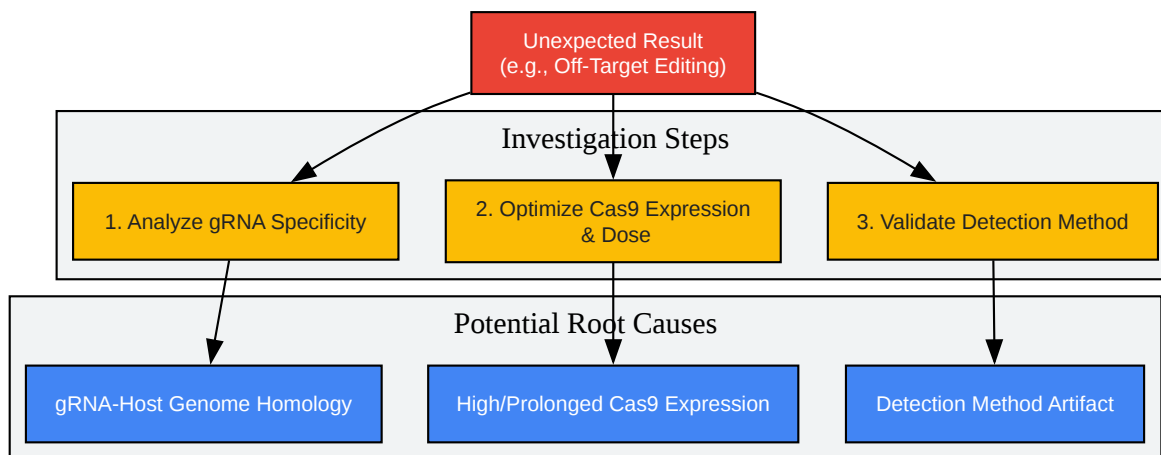 Unexpected Result
(e.g., Off-Target Editing)
Investigation Steps
1. Analyze gRNA Specificity
2. Optimize Cas9 Expression
& Dose
3. Validate Detection Method
Potential Root Causes
gRNA-Host Genome Homology
High/Prolonged Cas9 Expression
Detection Method Artifact